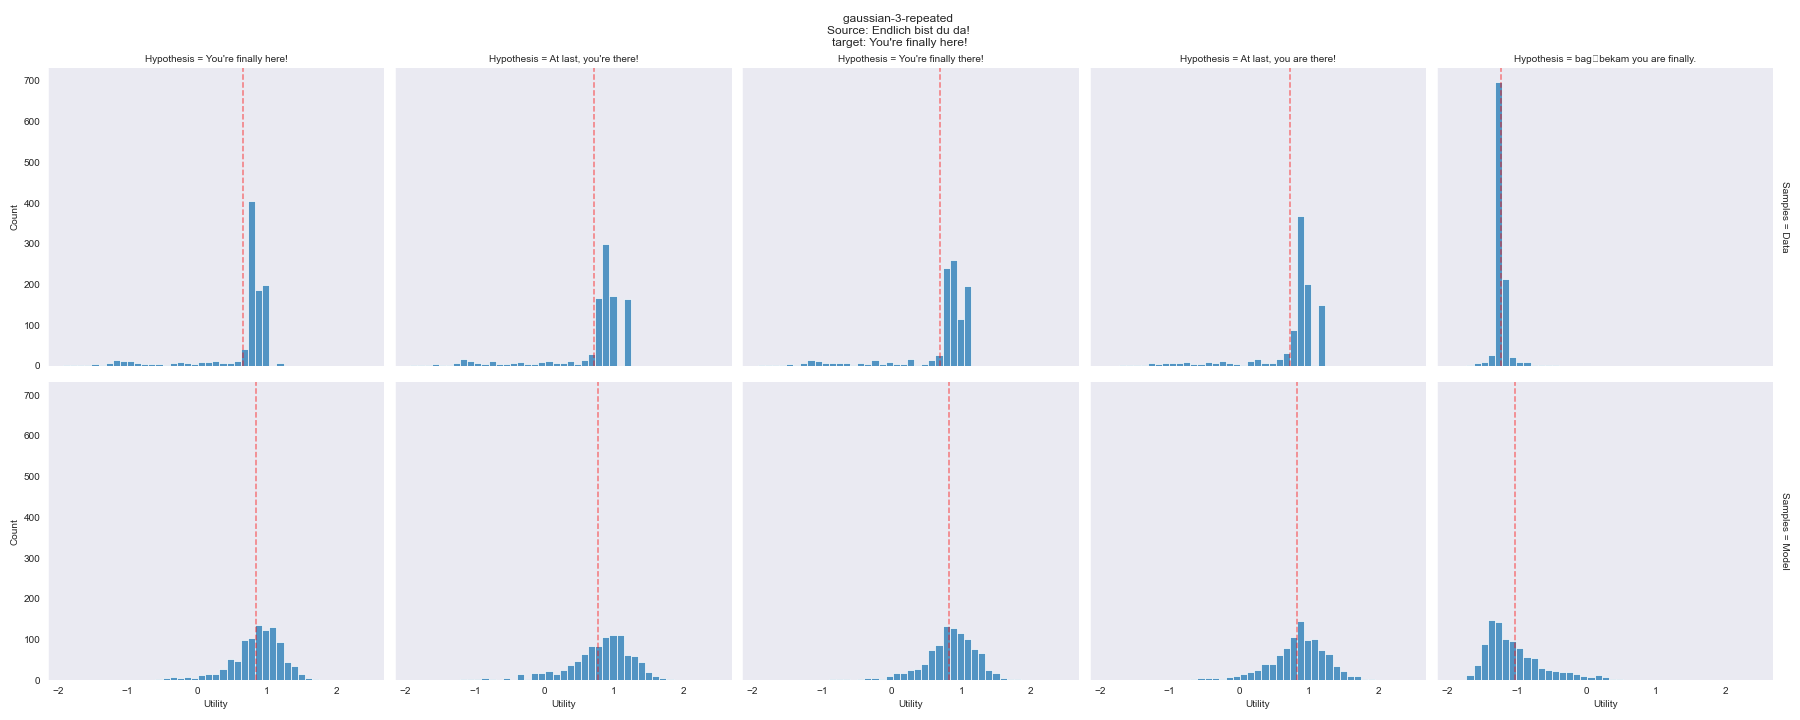 gaussian-3-repeated
Source: Endlich bist du da!
target: You're finally here!
Hypothesis = You're finally here!
Hypothesis = At last, you're there!
Hypothesis = You're finally there!
Hypothesis = At last, you are there!
Hypothesis = bag□bekam you are finally.
700
600
500
400
300
200
100
0
Count
Samples = Data
700
600
500
400
300
200
100
0
Count
Samples = Model
−2 −1 0 1 2
−2 −1 0 1 2
−2 −1 0 1 2
−2 −1 0 1 2
−2 −1 0 1 2
Utility
Utility
Utility
Utility
Utility